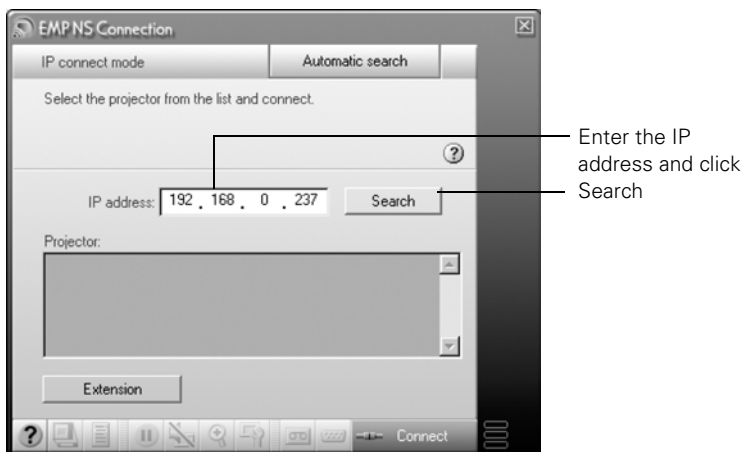 EMP NS Connection
IP connect mode
Automatic search
Select the projector from the list and connect.
Enter the IP
address and click
Search
IP address: 192 . 168 . 0 . 237
Search
Projector:
Extension
Connect